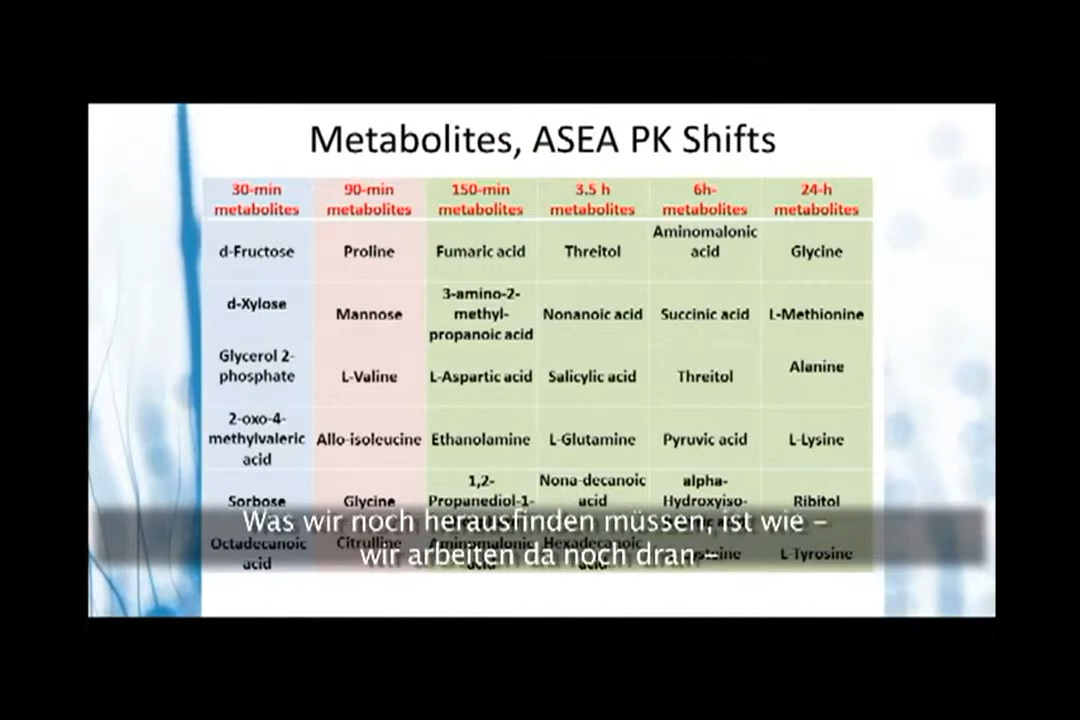 Metabolites, ASEA PK Shifts
30-min metabolites 90-min metabolites 150-min metabolites 3.5 h metabolites 6h- metabolites 24-h metabolites
d-Fructose Proline Fumaric acid Threitol Aminomalonic acid Glycine
d-Xylose Mannose 3-amino-2-methyl-propanoic acid Nonanoic acid Succinic acid L-Methionine
Glycerol 2-phosphate L-Valine L-Aspartic acid Salicylic acid Threitol Alanine
2-oxo-4-methylvaleric acid Allo-isoleucine Ethanolamine L-Glutamine Pyruvic acid L-Lysine
Sorbose Glycine 1,2-Propanediol-1- Nona-decanoic acid alpha-Hydroxyiso- Ribitol
Octadecanoic acid Citrulline Aminomalonic acid Hexadecanoic acid L-Tyrosine
Was wir noch herausfinden müssen, ist wie –
wir arbeiten da noch dran –